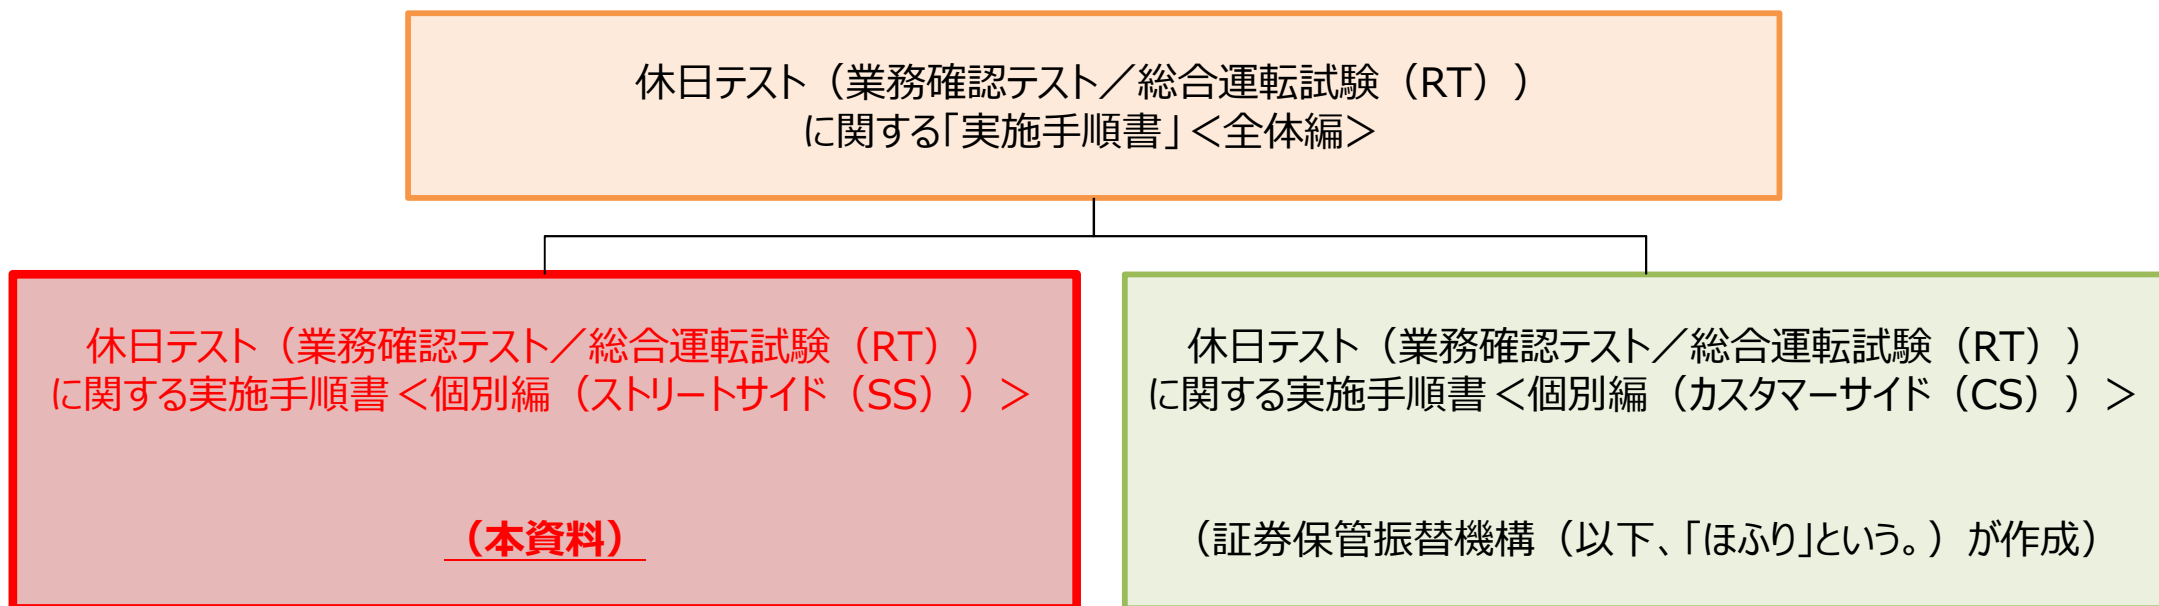 休日テスト（業務確認テスト／総合運転試験（RT））
に関する「実施手順書」＜全体編＞
休日テスト（業務確認テスト／総合運転試験（RT））
に関する実施手順書＜個別編（ストリートサイド（SS））＞
（本資料）
休日テスト（業務確認テスト／総合運転試験（RT））
に関する実施手順書＜個別編（カスタマーサイド（CS））＞
（証券保管振替機構（以下、「ほふり」という。）が作成）